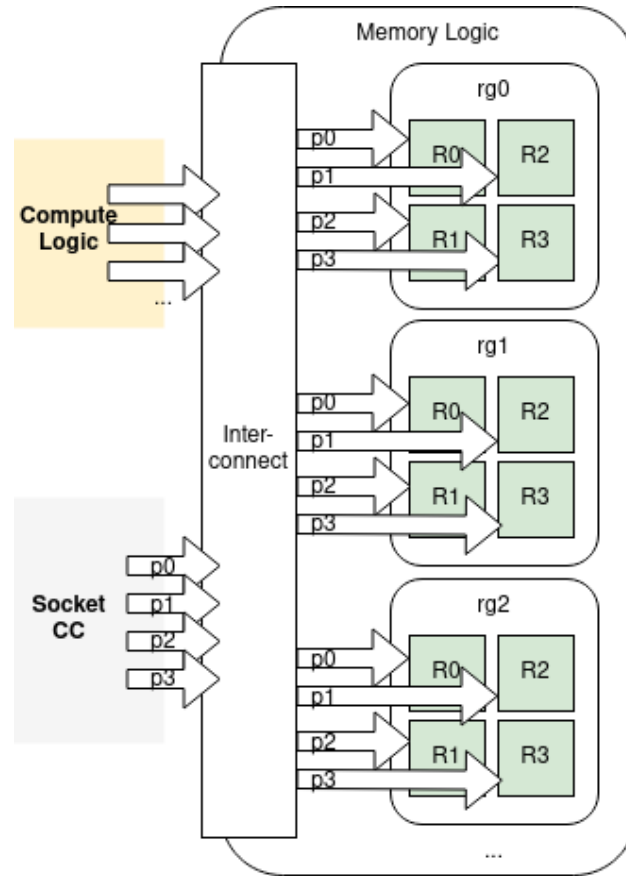 Memory Logic
Compute
Logic
...
Inter-
connect
Socket
CC
p0
p1
p2
p3
rg0
p0
R0
R2
p1
p2
R1
R3
p3
rg1
p0
R0
R2
p1
p2
R1
R3
p3
rg2
p0
R0
R2
p1
p2
R1
R3
p3
...